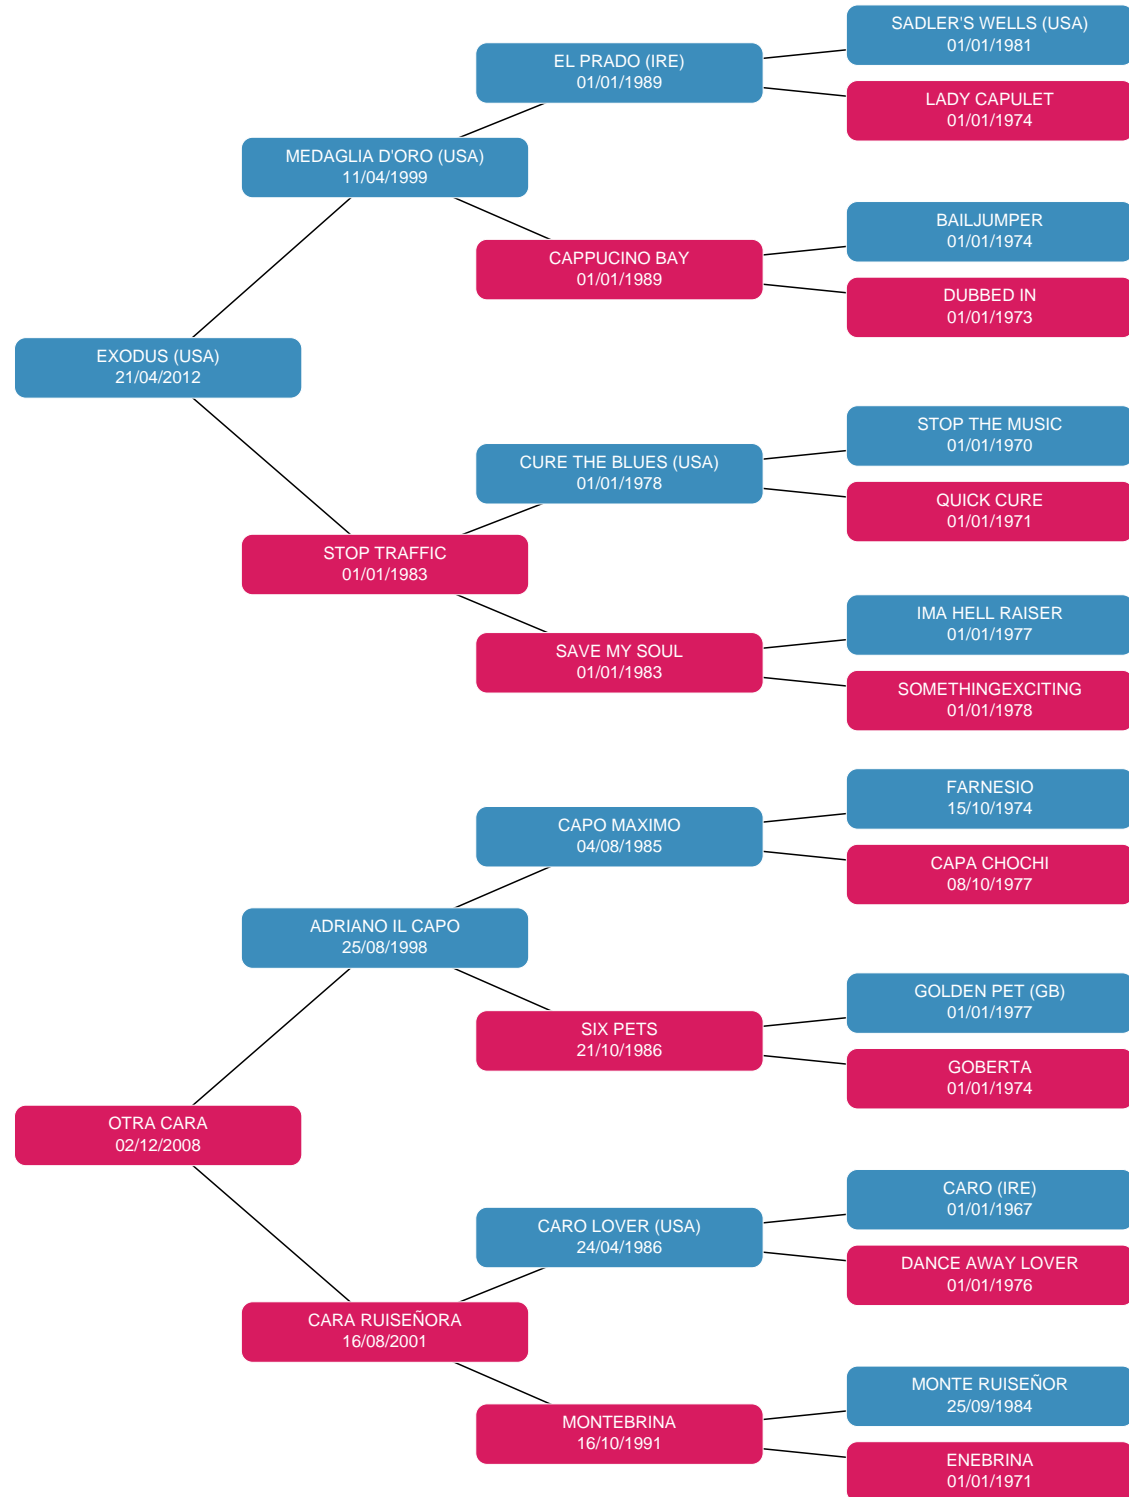 SADLER'S WELLS (USA)
01/01/1981
EL PRADO (IRE)
01/01/1989
LADY CAPULET
01/01/1974
MEDAGLIA D'ORO (USA)
11/04/1999
BAILJUMPER
01/01/1974
CAPPUCINO BAY
01/01/1989
DUBBED IN
01/01/1973
EXODUS (USA)
21/04/2012
STOP THE MUSIC
01/01/1970
CURE THE BLUES (USA)
01/01/1978
QUICK CURE
01/01/1971
STOP TRAFFIC
01/01/1983
IMA HELL RAISER
01/01/1977
SAVE MY SOUL
01/01/1983
SOMETHINGEXCITING
01/01/1978
FARNESIO
15/10/1974
CAPO MAXIMO
04/08/1985
CAPA CHOCHI
08/10/1977
ADRIANO IL CAPO
25/08/1998
GOLDEN PET (GB)
01/01/1977
SIX PETS
21/10/1986
GOBERTA
01/01/1974
OTRA CARA
02/12/2008
CARO (IRE)
01/01/1967
CARO LOVER (USA)
24/04/1986
DANCE AWAY LOVER
01/01/1976
CARA RUISEÑORA
16/08/2001
MONTE RUISEÑOR
25/09/1984
MONTEBRINA
16/10/1991
ENEBRINA
01/01/1971